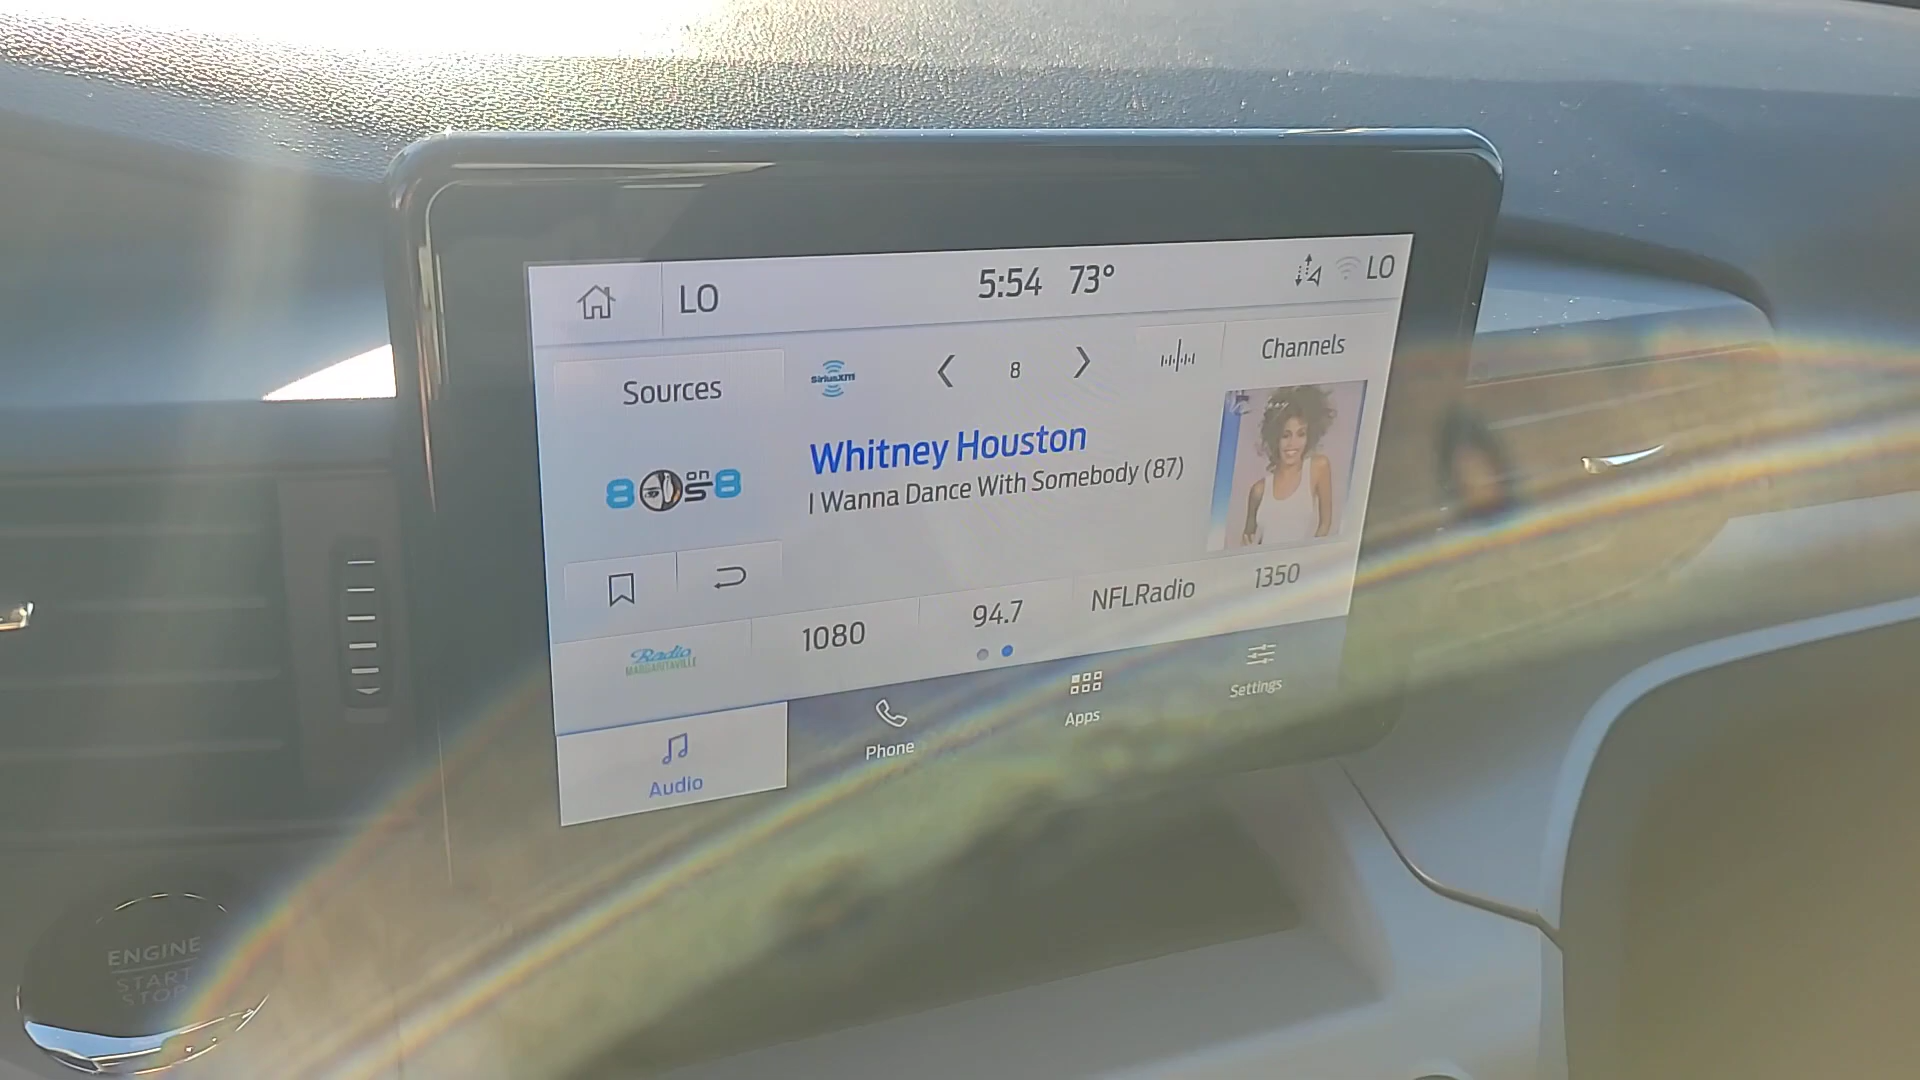 LO
5:54 73°
LO
Sources
SiriusXM
8
Channels
80s on 8
Whitney Houston
I Wanna Dance With Somebody (87)
Radio
MARGARITAVILLE
1080
94.7
NFLRadio
1350
Audio
Phone
Apps
Settings
ENGINE
START
STOP